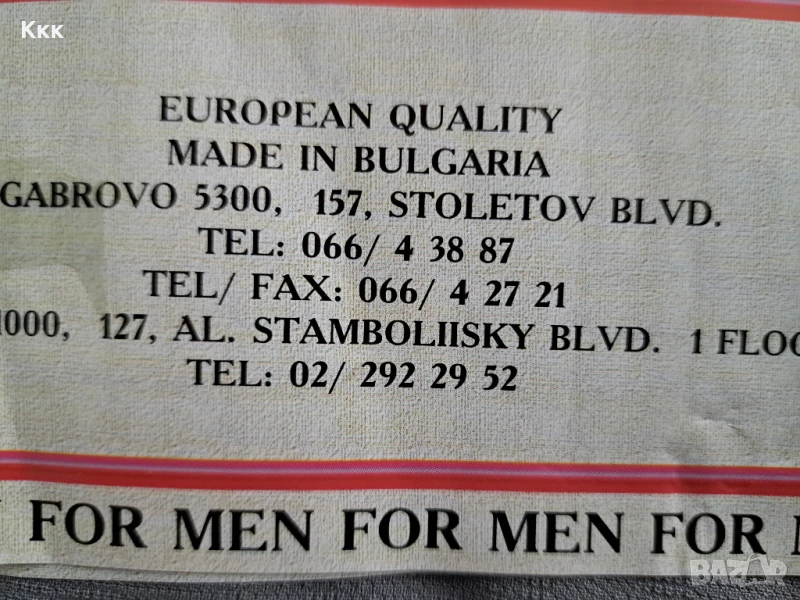 Ккк
EUROPEAN QUALITY
MADE IN BULGARIA
GABROVO 5300, 157, STOLETOV BLVD.
TEL: 066/ 4 38 87
TEL/ FAX: 066/ 4 27 21
1000, 127, AL. STAMBOLIISKY BLVD. 1 FLOO
TEL: 02/ 292 29 52
FOR MEN FOR MEN FOR M
BAZAR